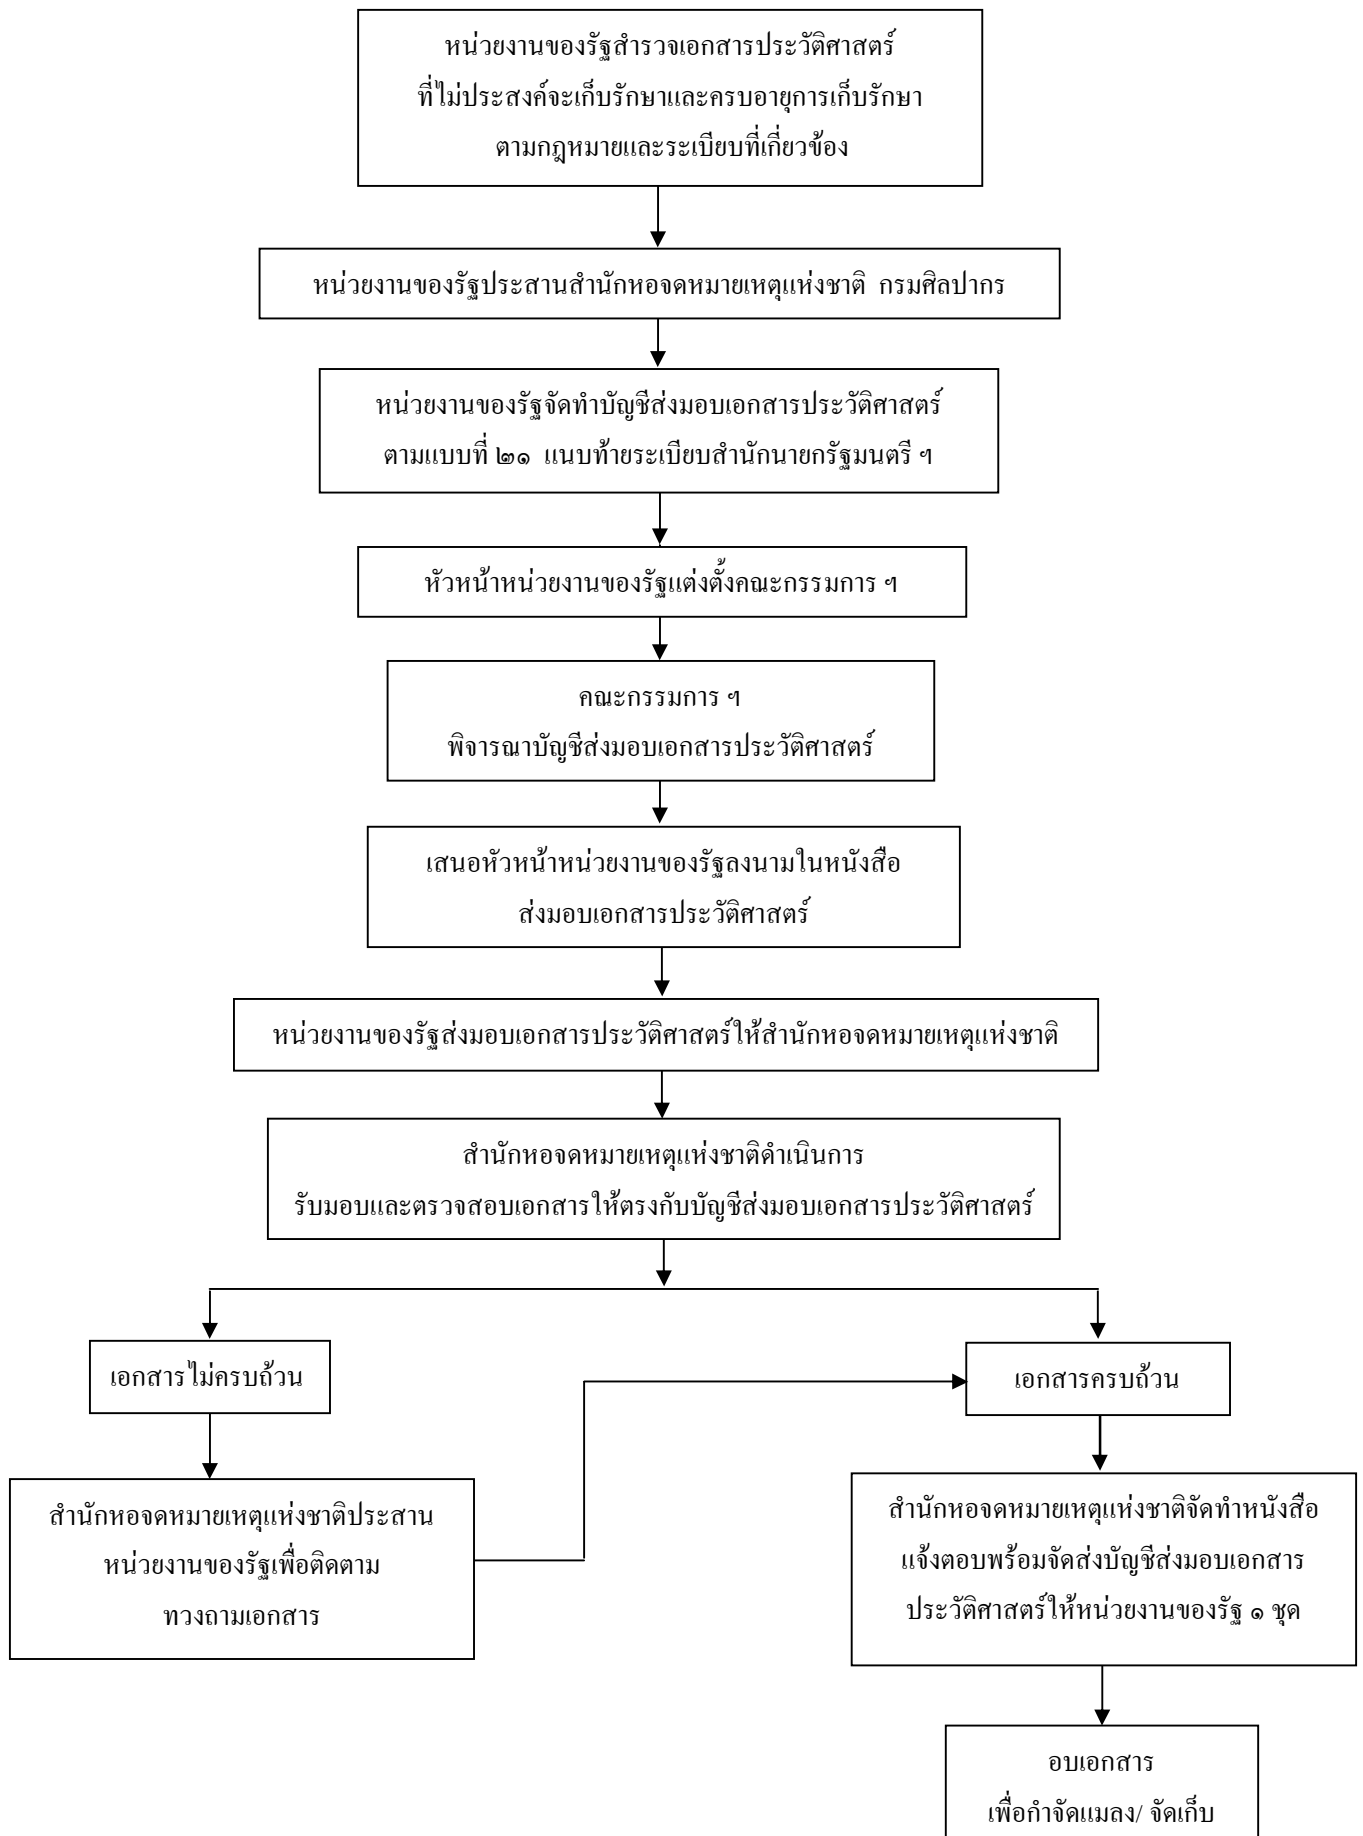 หน่วยงานของรัฐสำรวจเอกสารประวัติศาสตร์
ที่ไม่ประสงค์จะเก็บรักษาและครบอายุการเก็บรักษา
ตามกฎหมายและระเบียบที่เกี่ยวข้อง
หน่วยงานของรัฐประสานสำนักหอจดหมายเหตุแห่งชาติ กรมศิลปากร
หน่วยงานของรัฐจัดทำบัญชีส่งมอบเอกสารประวัติศาสตร์
ตามแบบที่ ๒๑ แนบท้ายระเบียบสำนักนายกรัฐมนตรี ฯ
หัวหน้าหน่วยงานของรัฐแต่งตั้งคณะกรรมการ ฯ
คณะกรรมการ ฯ
พิจารณาบัญชีส่งมอบเอกสารประวัติศาสตร์
เสนอหัวหน้าหน่วยงานของรัฐลงนามในหนังสือ
ส่งมอบเอกสารประวัติศาสตร์
หน่วยงานของรัฐส่งมอบเอกสารประวัติศาสตร์ให้สำนักหอจดหมายเหตุแห่งชาติ
สำนักหอจดหมายเหตุแห่งชาติดำเนินการ
รับมอบและตรวจสอบเอกสารให้ตรงกับบัญชีส่งมอบเอกสารประวัติศาสตร์
เอกสารไม่ครบถ้วน
เอกสารครบถ้วน
สำนักหอจดหมายเหตุแห่งชาติประสาน
หน่วยงานของรัฐเพื่อติดตาม
ทวงถามเอกสาร
สำนักหอจดหมายเหตุแห่งชาติจัดทำหนังสือ
แจ้งตอบพร้อมจัดส่งบัญชีส่งมอบเอกสาร
ประวัติศาสตร์ให้หน่วยงานของรัฐ ๑ ชุด
อบเอกสาร
เพื่อกำจัดแมลง/ จัดเก็บ